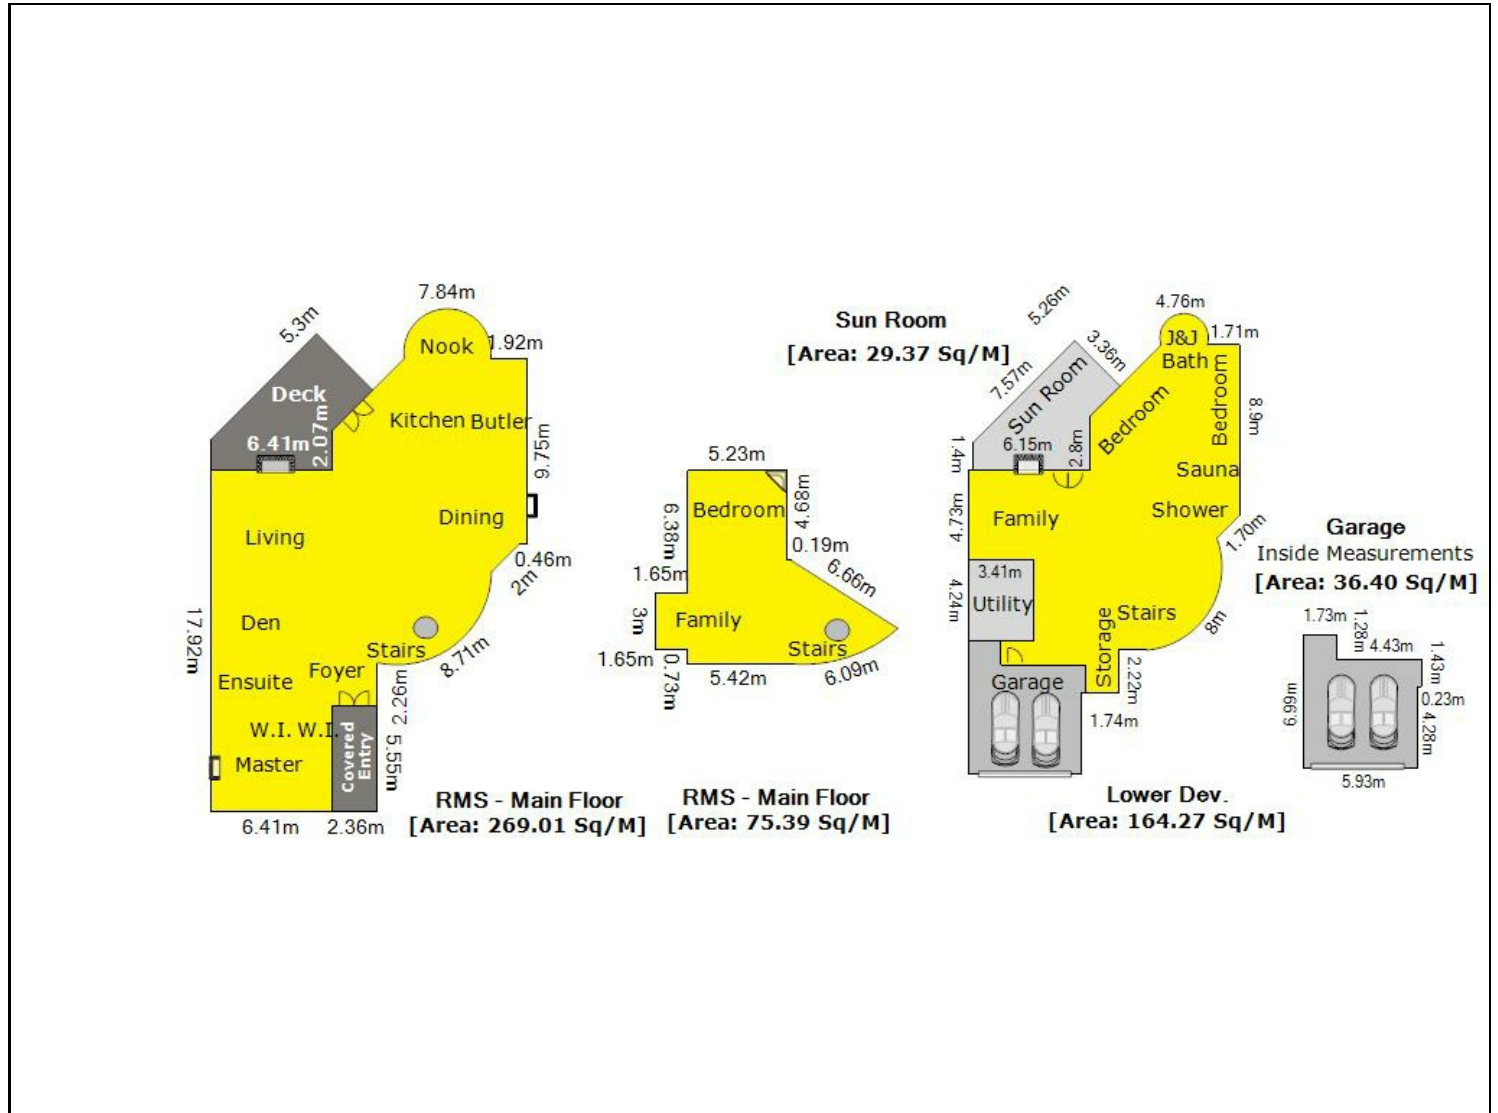 7.84m
5.3m
Nook
1.92m
Deck
Kitchen Butler
6.41m
2.07m
9.75m
Dining
Living
0.46m
2m
17.92m
Den
Stairs
8.71m
Foyer
Ensuite
2.26m
W.I. W.I.
Covered
Entry
5.55m
Master
6.41m
2.36m
RMS - Main Floor
[Area: 269.01 Sq/M]
5.23m
Bedroom
4.68m
6.38m
0.19m
6.66m
1.65m
3m
Family
Stairs
1.65m
0.73m
5.42m
6.09m
RMS - Main Floor
[Area: 75.39 Sq/M]
Sun Room
[Area: 29.37 Sq/M]
5.26m
4.76m
3.36m
J&J
Bath
1.71m
7.57m
Sun Room
Bedroom
Bedroom
8.9m
1.4m
6.15m
2.8m
Sauna
4.73m
Family
Shower
1.70m
3.41m
4.24m
Utility
Stairs
8m
Storage
2.22m
Garage
1.74m
Lower Dev.
[Area: 164.27 Sq/M]
Garage
Inside Measurements
[Area: 36.40 Sq/M]
1.73m
1.28m
4.43m
1.43m
0.23m
6.99m
4.28m
5.93m